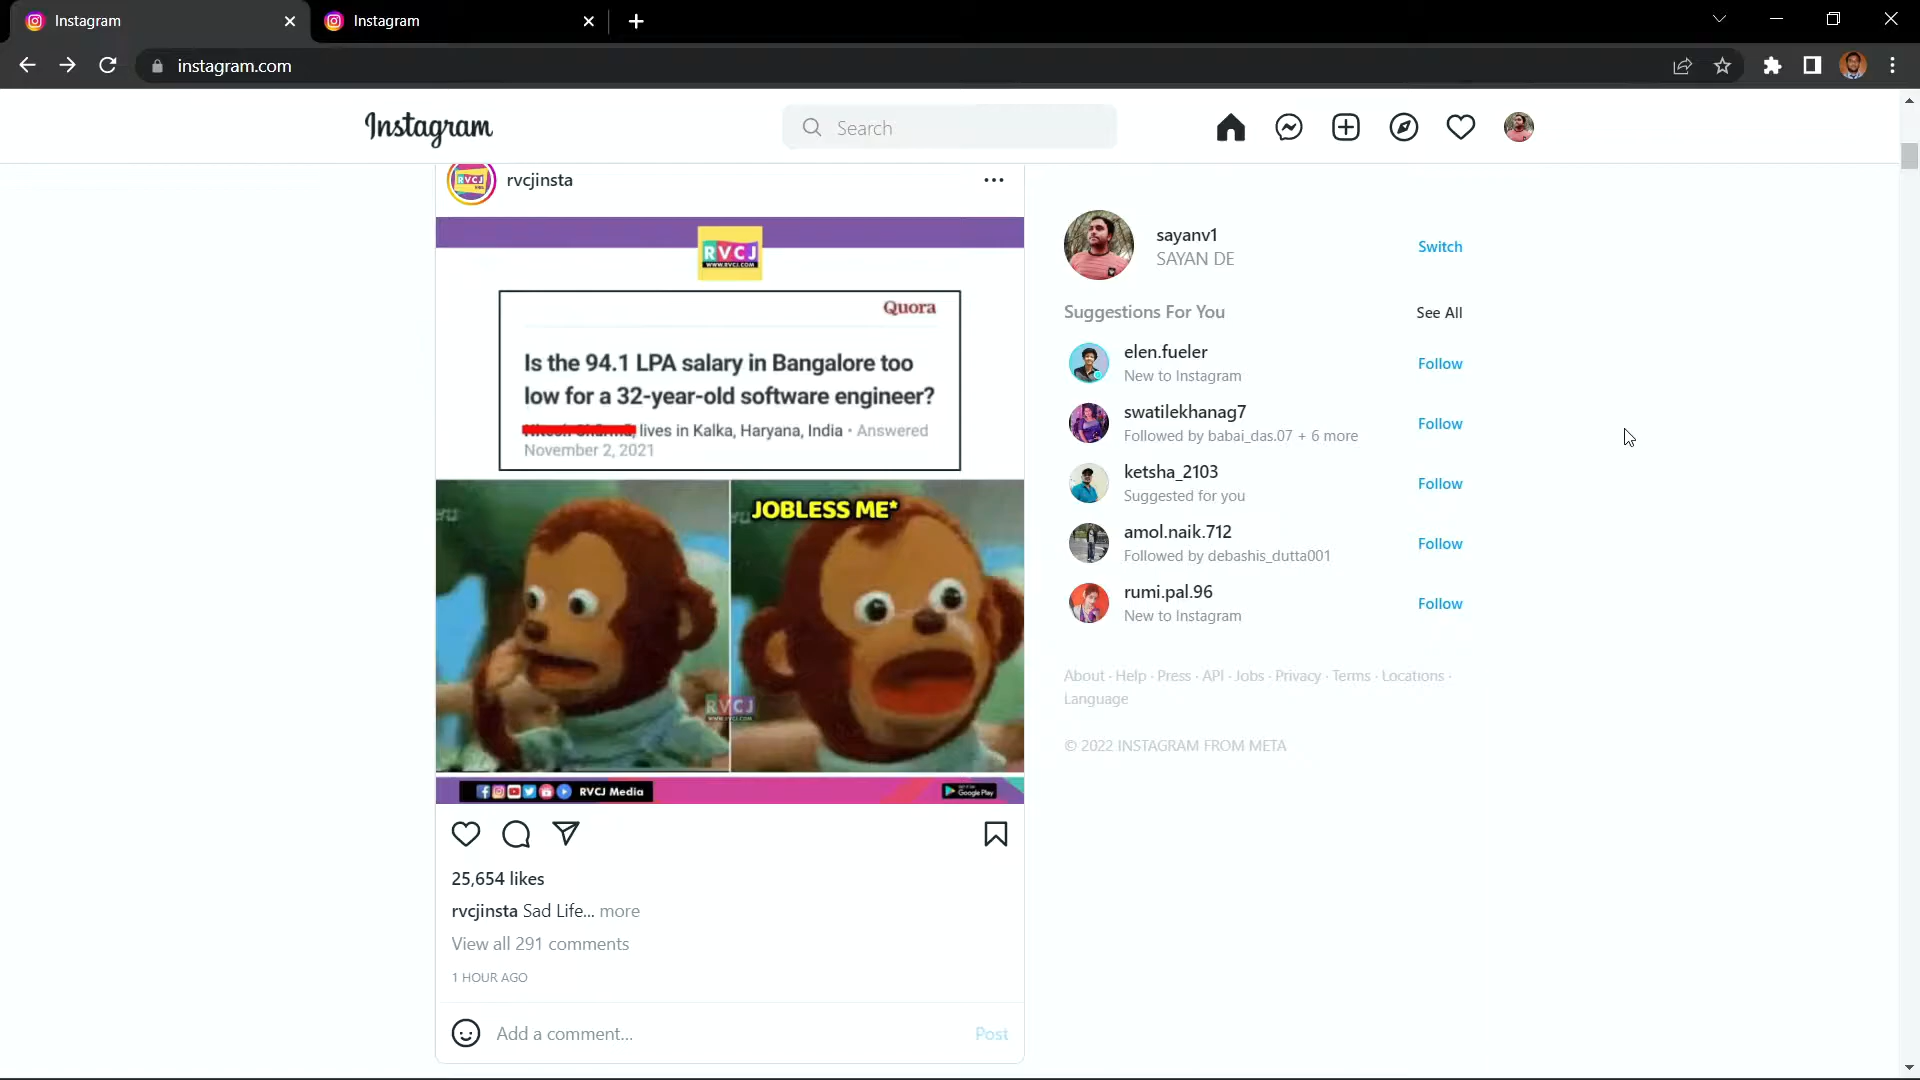 Instagram
Instagram
instagram.com
Instagram
Search
rvcjinsta
RVCJ
WWW.RVCJ.COM
Quora
Is the 94.1 LPA salary in Bangalore too
low for a 32-year-old software engineer?
lives in Kalka, Haryana, India · Answered
November 2, 2021
JOBLESS ME*
RVCJ
WWW.RVCJ.COM
RVCJ Media
Google Play
25,654 likes
rvcjinsta Sad Life... more
View all 291 comments
1 HOUR AGO
Add a comment...
Post
sayanv1
SAYAN DE
Switch
Suggestions For You
See All
elen.fueler
New to Instagram
Follow
swatilekhanag7
Followed by babai_das.07 + 6 more
Follow
ketsha_2103
Suggested for you
Follow
amol.naik.712
Followed by debashis_dutta001
Follow
rumi.pal.96
New to Instagram
Follow
About · Help · Press · API · Jobs · Privacy · Terms · Locations ·
Language
© 2022 INSTAGRAM FROM META